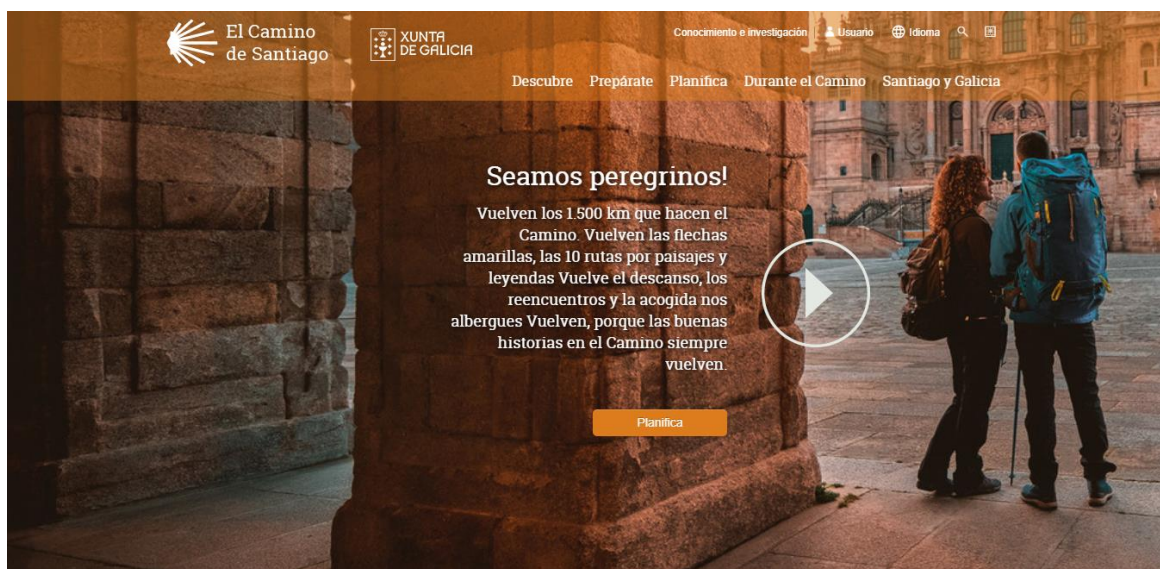 El Camino
de Santiago
XUNTA
DE GALICIA
Conocimiento e investigación
Usuario
Idioma
Descubre Prepárate Planifica Durante el Camino Santiago y Galicia
Seamos peregrinos!
Vuelven los 1.500 km que hacen el
Camino. Vuelven las flechas
amarillas, las 10 rutas por paisajes y
leyendas Vuelve el descanso, los
reencuentros y la acogida nos
albergues Vuelven, porque las buenas
historias en el Camino siempre
vuelven.
Planifica